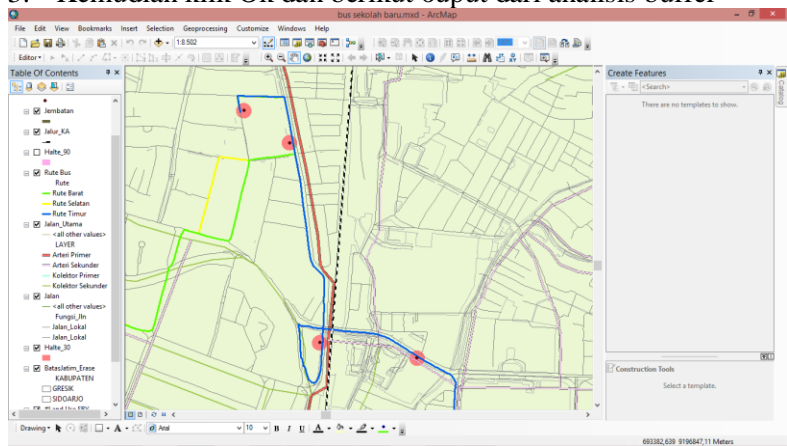 3. Kemudian klik Ok dan berikut ouput dari analisis buffer
bus sekolah baru.mxd - ArcMap
File Edit View Bookmarks Insert Selection Geoprocessing Customize Windows Help
1:8.502
Editor
Table Of Contents
Jembatan
Jalur_KA
Halte_90
Rute Bus
Rute
Rute Barat
Rute Selatan
Rute Timur
Jalan_Utama
<all other values>
LAYER
Arteri Primer
Arteri Sekunder
Kolektor Primer
Kolektor Sekunder
Jalan
<all other values>
Fungsi_Jln
Jalan_Lokal
Jalan_Lokal
Halte_30
BatasJatim_Erase
KABUPATEN
GRESIK
SIDOARJO
Create Features
<Search>
There are no templates to show.
Catalog
Construction Tools
Select a template.
Drawing
A
Arial
10
B I U A
693382,639 9196847,11 Meters